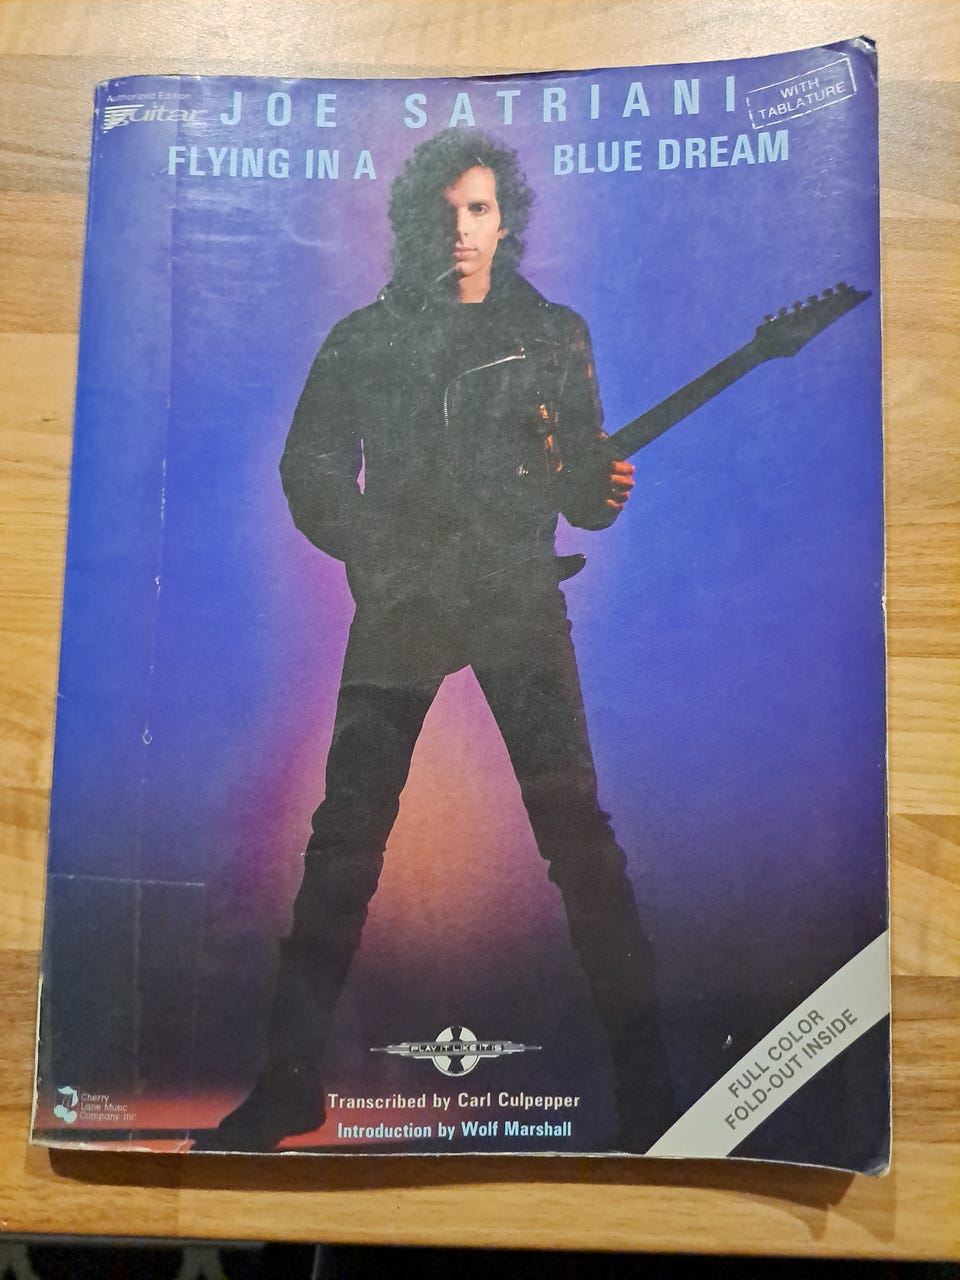 Authorized Edition
Guitar
JOE SATRIANI
WITH
TABLATURE
FLYING IN A BLUE DREAM
PLAY IT LIKE IT IS
Transcribed by Carl Culpepper
Introduction by Wolf Marshall
Cherry
Lane Music
Company Inc
FULL COLOR
FOLD-OUT INSIDE